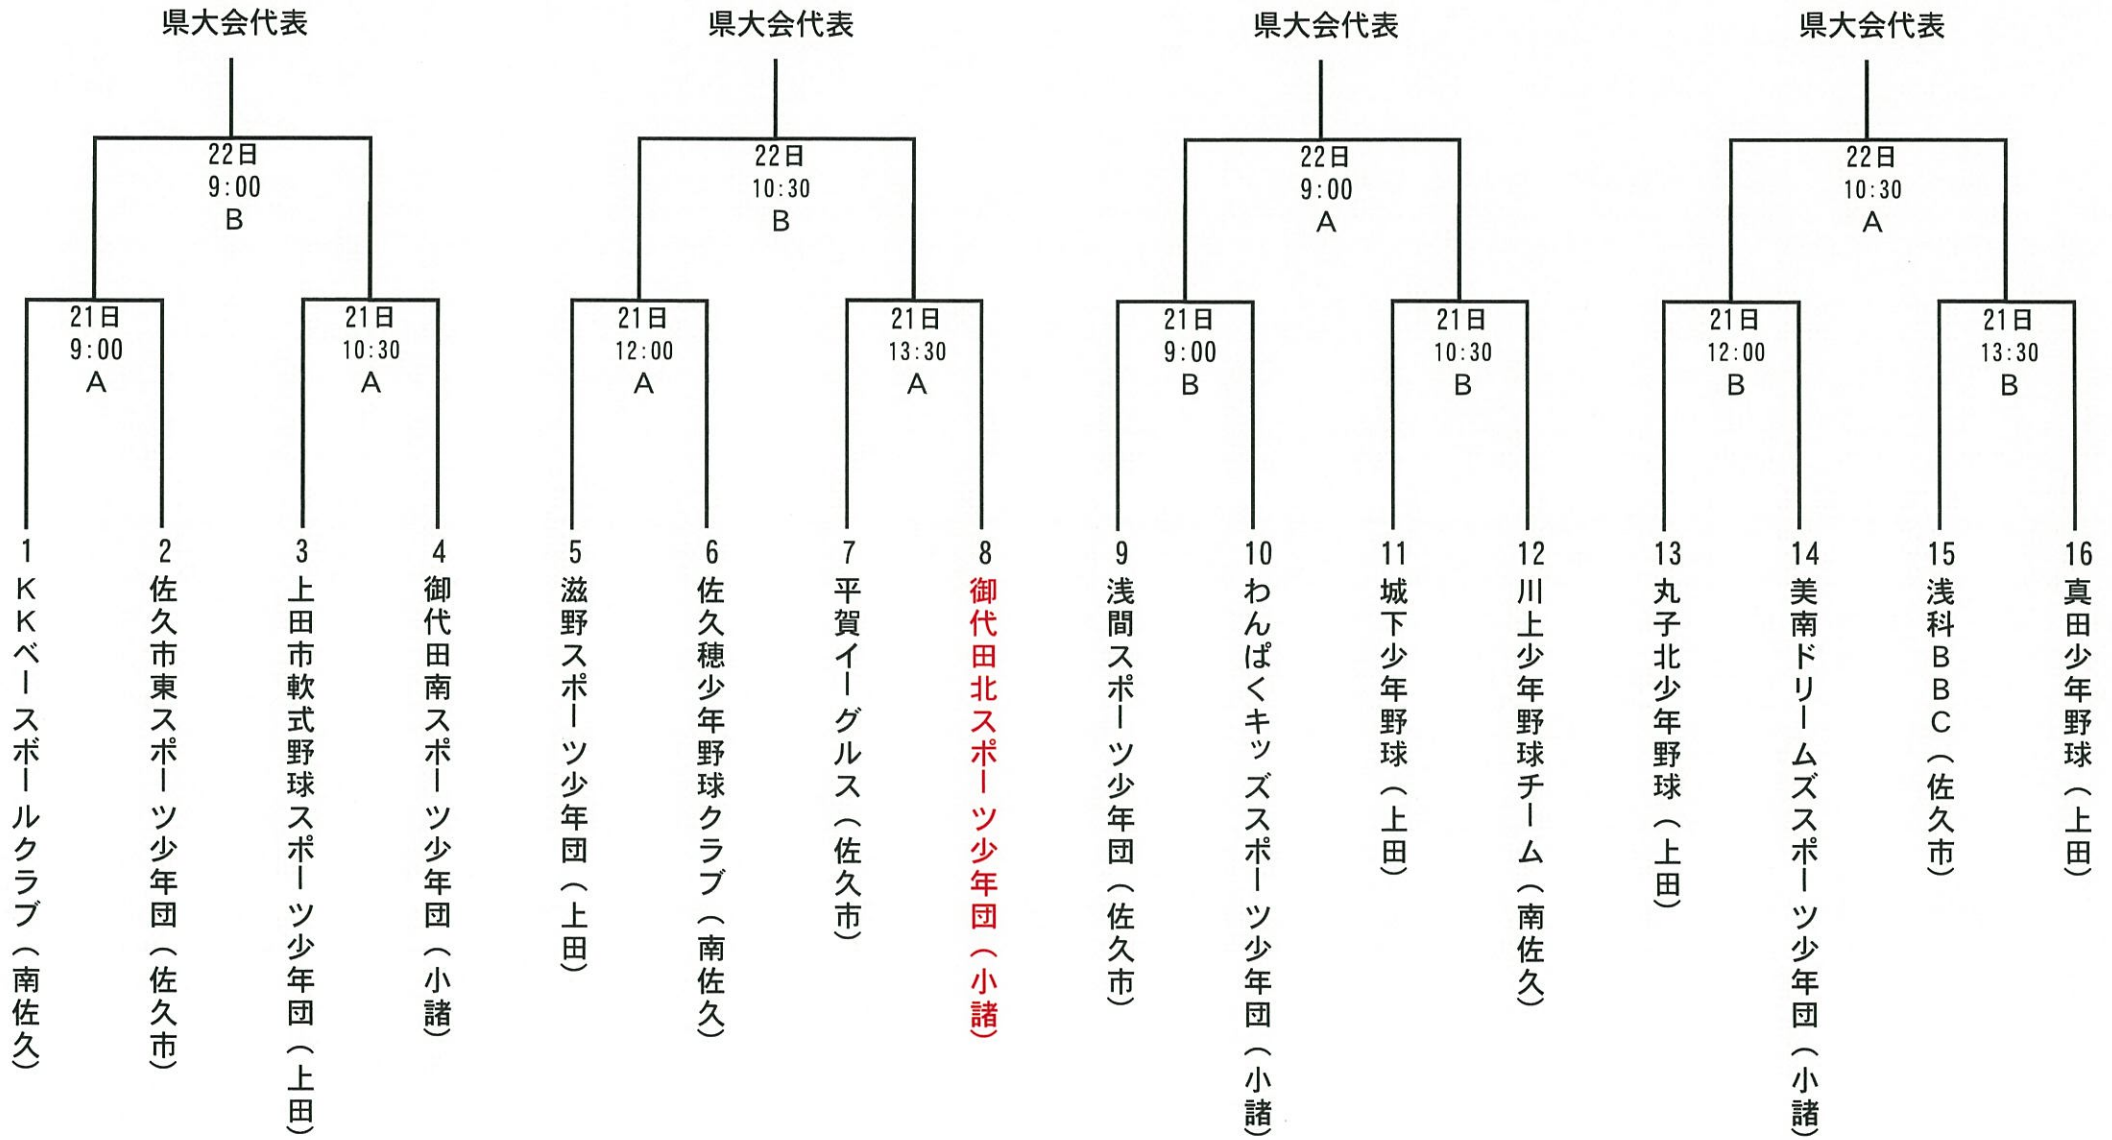 県大会代表
県大会代表
県大会代表
県大会代表
22日
9:00
B
22日
10:30
B
22日
9:00
A
22日
10:30
A
21日
9:00
A
21日
10:30
A
21日
12:00
A
21日
13:30
A
21日
9:00
B
21日
10:30
B
21日
12:00
B
21日
13:30
B
1
KKベースボールクラブ(南佐久)
2
佐久市東スポーツ少年団(佐久市)
3
上田市軟式野球スポーツ少年団(上田)
4
御代田南スポーツ少年団(小諸)
5
滋野スポーツ少年団(上田)
6
佐久穂少年野球クラブ(南佐久)
7
平賀イーグルス(佐久市)
8
御代田北スポーツ少年団(小諸)
9
浅間スポーツ少年団(佐久市)
10
わんぱくキッズスポーツ少年団(小諸)
11
城下少年野球(上田)
12
川上少年野球チーム(南佐久)
13
丸子北少年野球(上田)
14
美南ドリームズスポーツ少年団(小諸)
15
浅科BBC(佐久市)
16
真田少年野球(上田)